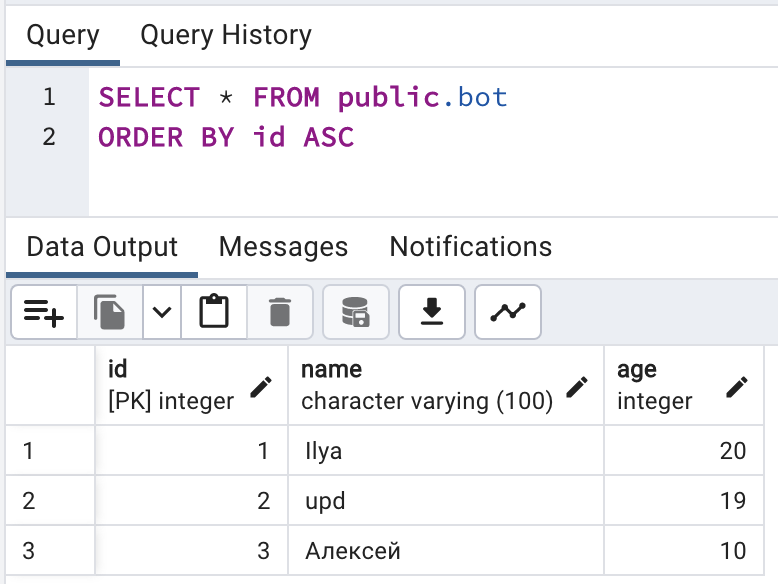 Query Query History
1 SELECT * FROM public.bot
2 ORDER BY id ASC
Data Output Messages Notifications
id name age
[PK] integer character varying (100) integer
1 1 Ilya 20
2 2 upd 19
3 3 Алексей 10